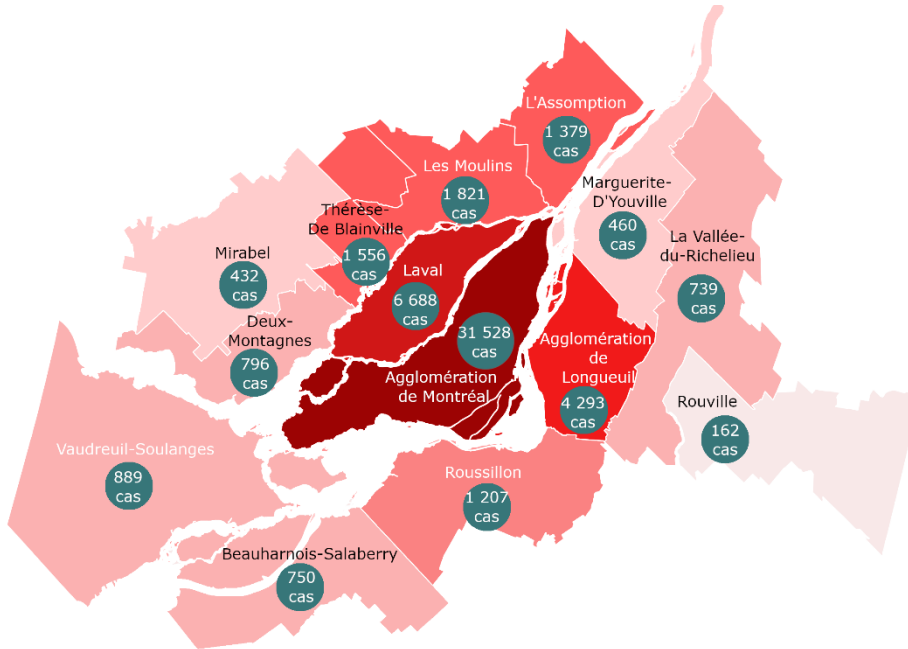 L'Assomption
1 379
cas
Les Moulins
1 821
cas
Marguerite-
D'Youville
460
cas
Thérèse-
De Blainville
1 556
cas
La Vallée-
du-Richelieu
739
cas
Mirabel
432
cas
Laval
6 688
cas
Deux-
Montagnes
796
cas
31 528
cas
Agglomération
de Montréal
Agglomération
de
Longueuil
4 293
cas
Rouville
162
cas
Vaudreuil-Soulanges
889
cas
Roussillon
1 207
cas
Beauharnois-Salaberry
750
cas